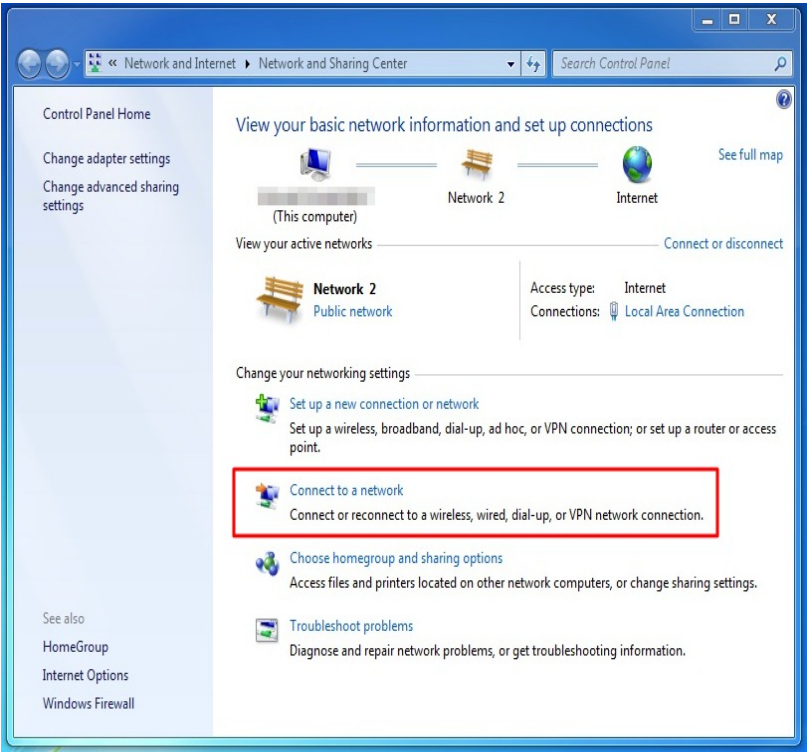 « Network and Internet ▸ Network and Sharing Center
Search Control Panel
Control Panel Home
Change adapter settings
Change advanced sharing
settings
View your basic network information and set up connections
See full map
(This computer)
Network 2
Internet
View your active networks
Connect or disconnect
Network 2
Public network
Access type: Internet
Connections: Local Area Connection
Change your networking settings
Set up a new connection or network
Set up a wireless, broadband, dial-up, ad hoc, or VPN connection; or set up a router or access
point.
Connect to a network
Connect or reconnect to a wireless, wired, dial-up, or VPN network connection.
Choose homegroup and sharing options
Access files and printers located on other network computers, or change sharing settings.
Troubleshoot problems
Diagnose and repair network problems, or get troubleshooting information.
See also
HomeGroup
Internet Options
Windows Firewall